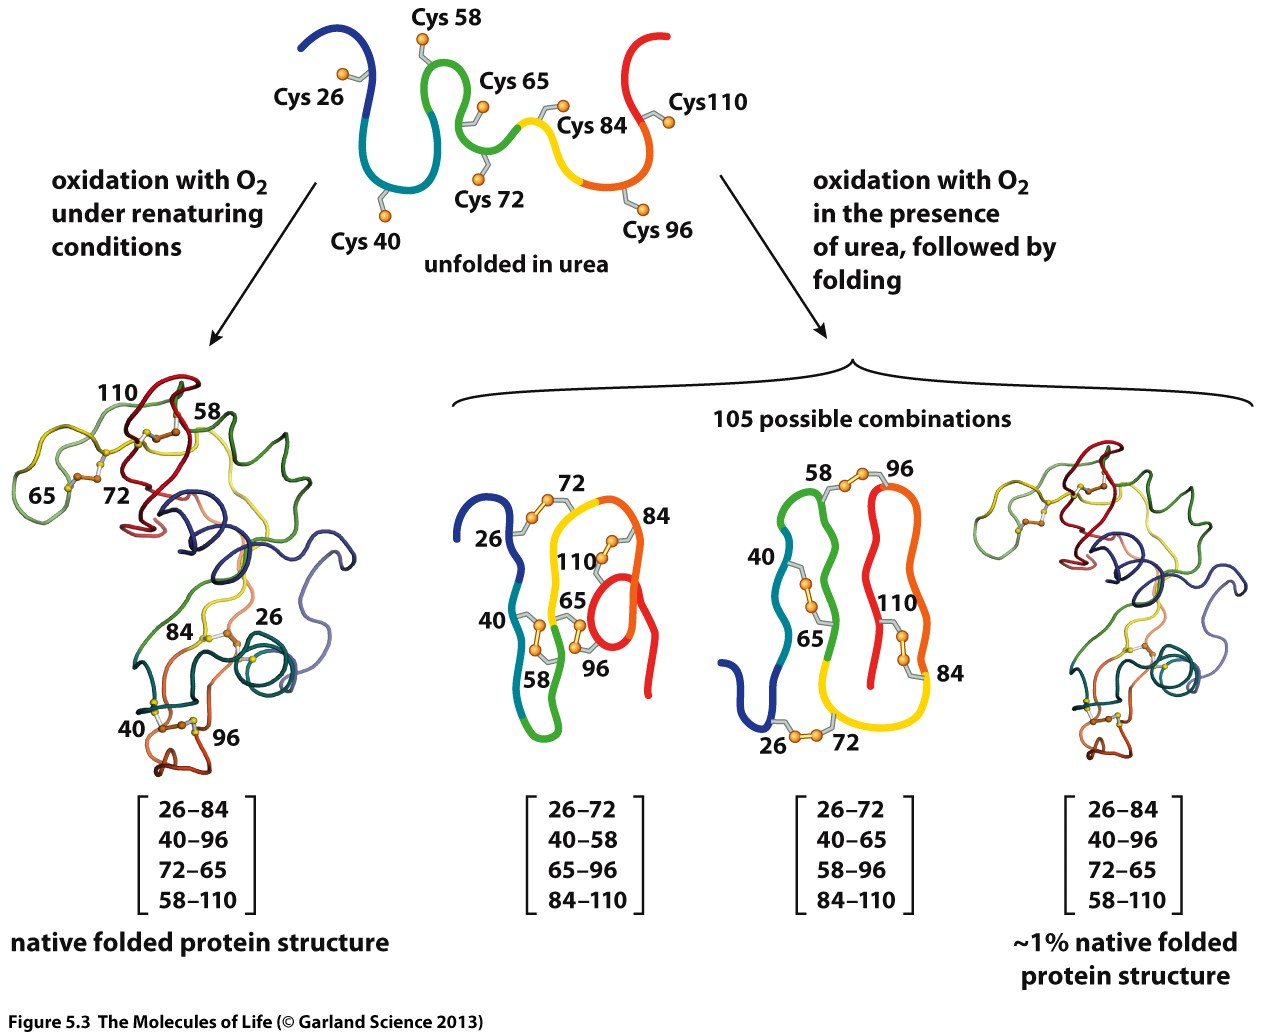 Cys 58
Cys 65
Cys 26
Cys110
Cys 84
oxidation with O2
under renaturing
conditions
oxidation with O2
in the presence
of urea, followed by
folding
Cys 72
Cys 40
Cys 96
unfolded in urea
110
58
65
72
84
26
40
96
105 possible combinations
72
26
84
110
40
65
58
96
58
96
40
110
65
84
26
72
26–84
40–96
72–65
58–110
26–72
40–58
65–96
84–110
26–72
40–65
58–96
84–110
26–84
40–96
72–65
58–110
native folded protein structure
~1% native folded
protein structure
Figure 5.3 The Molecules of Life (© Garland Science 2013)